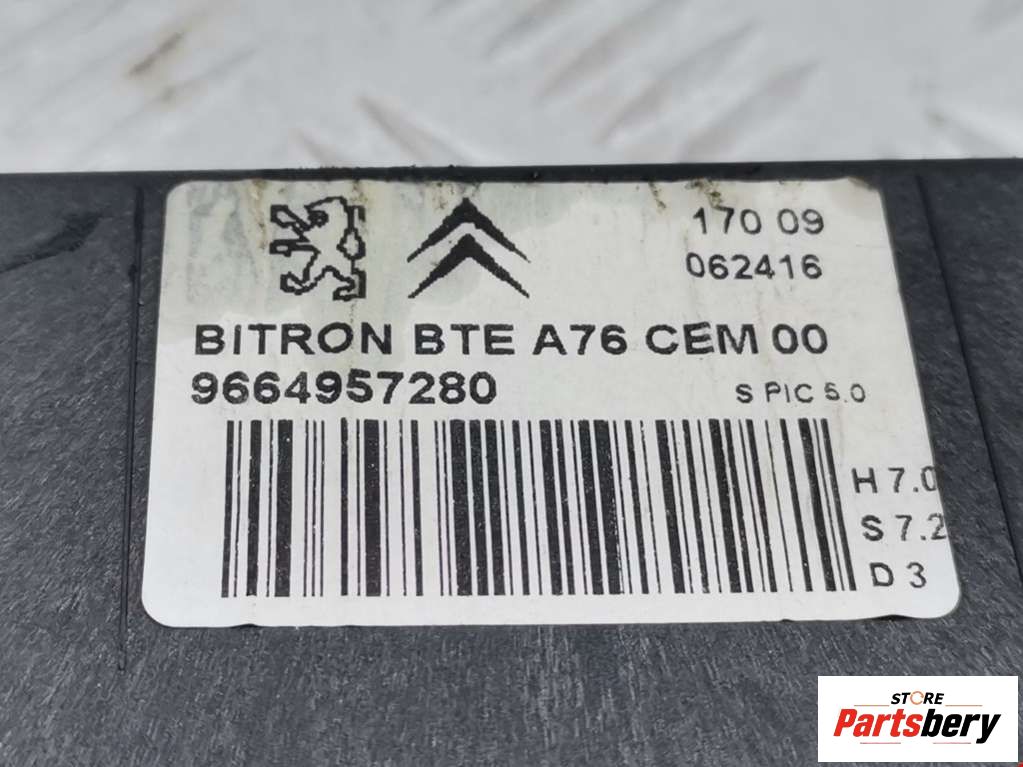 170 09
062416
BITRON BTE A76 CEM 00
9664957280
S PIC 5.0
H 7.0
S 7.2
D 3
STORE
Partsbery